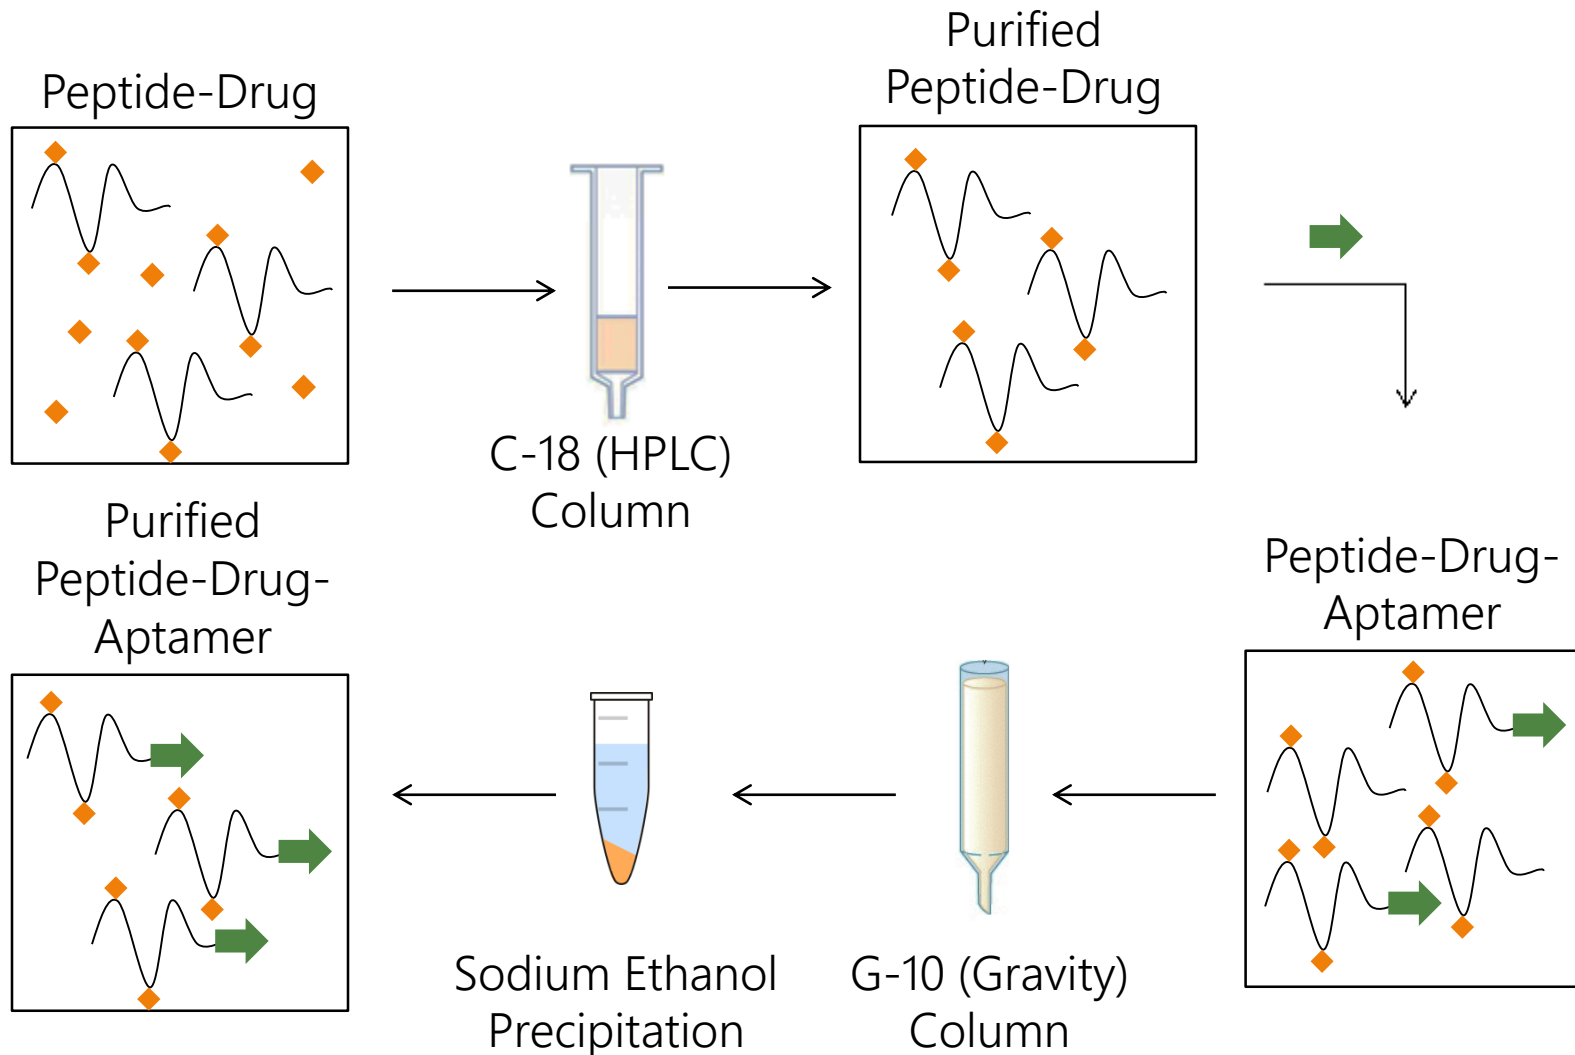 Peptide-Drug
C-18 (HPLC)
Column
Purified
Peptide-Drug
Peptide-Drug-
Aptamer
G-10 (Gravity)
Column
Sodium Ethanol
Precipitation
Purified
Peptide-Drug-
Aptamer